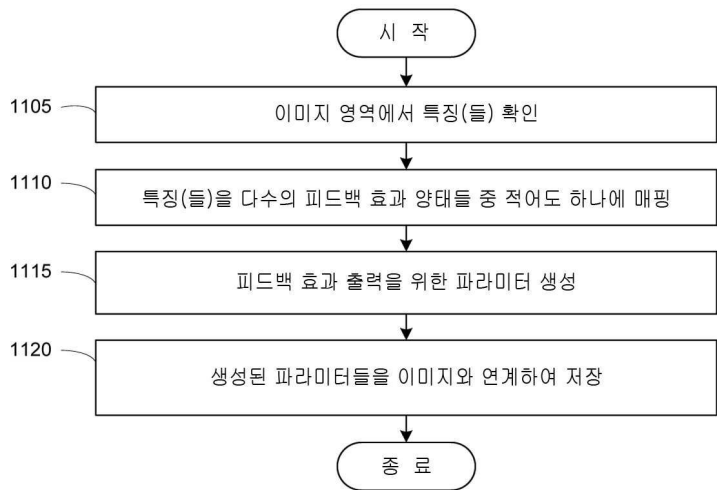 시 작
1105
이미지 영역에서 특징(들) 확인
1110
특징(들)을 다수의 피드백 효과 양태들 중 적어도 하나에 매핑
1115
피드백 효과 출력을 위한 파라미터 생성
1120
생성된 파라미터들을 이미지와 연계하여 저장
종 료